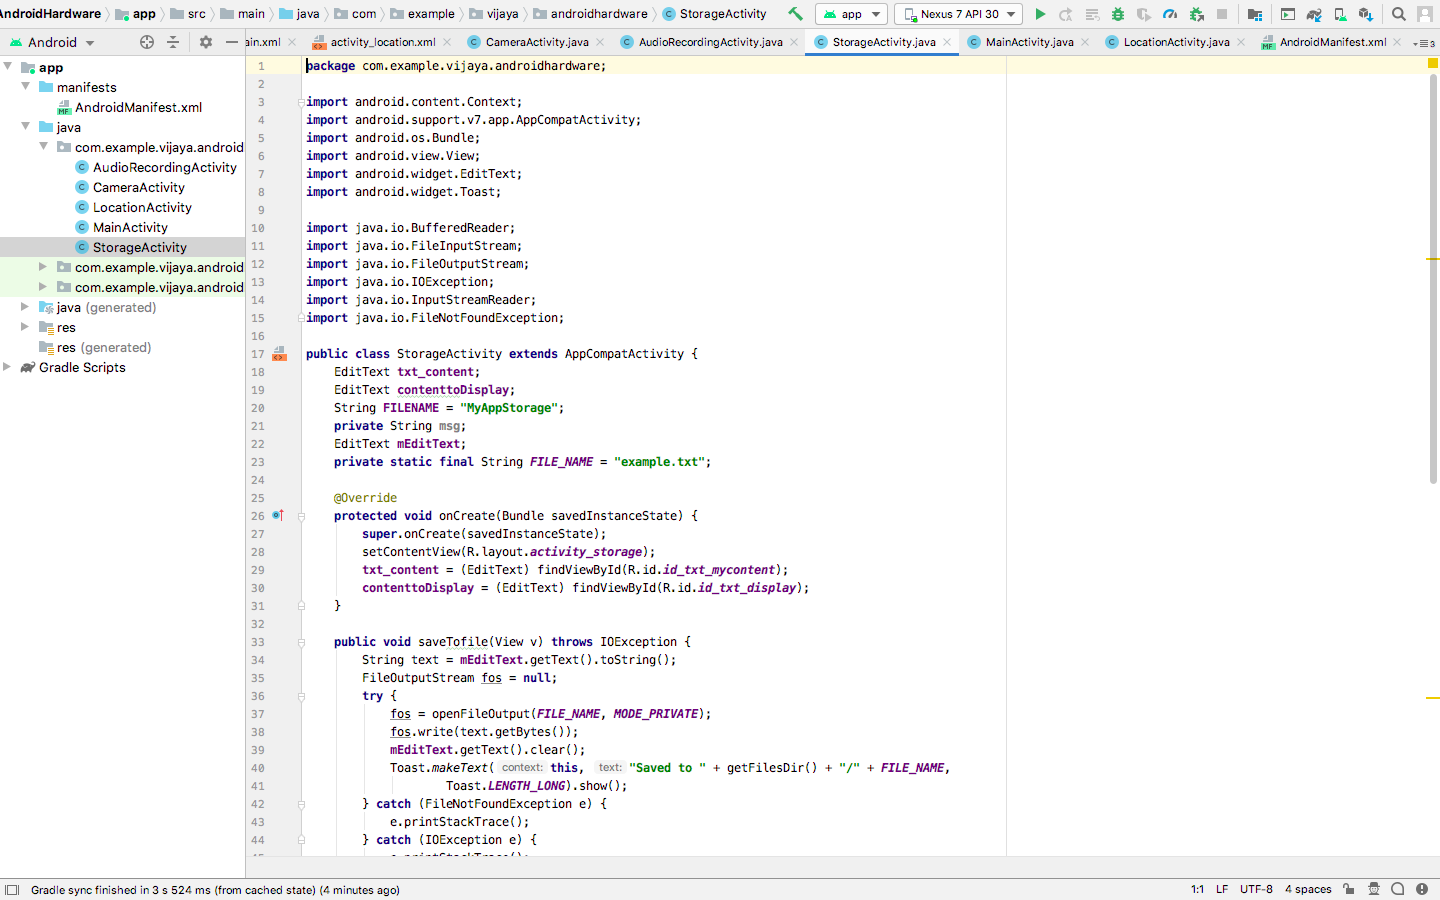 AndroidHardware app src main java com example vijaya androidhardware StorageActivity app Nexus 7 API 30
Android ain.xml activity_location.xml CameraActivity.java AudioRecordingActivity.java StorageActivity.java MainActivity.java LocationActivity.java AndroidManifest.xml 3
app
manifests
AndroidManifest.xml
java
com.example.vijaya.android
AudioRecordingActivity
CameraActivity
LocationActivity
MainActivity
StorageActivity
com.example.vijaya.android
com.example.vijaya.android
java (generated)
res
res (generated)
Gradle Scripts
1 package com.example.vijaya.androidhardware;
2
3 import android.content.Context;
4 import android.support.v7.app.AppCompatActivity;
5 import android.os.Bundle;
6 import android.view.View;
7 import android.widget.EditText;
8 import android.widget.Toast;
9
10 import java.io.BufferedReader;
11 import java.io.FileInputStream;
12 import java.io.FileOutputStream;
13 import java.io.IOException;
14 import java.io.InputStreamReader;
15 import java.io.FileNotFoundException;
16
17 public class StorageActivity extends AppCompatActivity {
18 EditText txt_content;
19 EditText contenttoDisplay;
20 String FILENAME = "MyAppStorage";
21 private String msg;
22 EditText mEditText;
23 private static final String FILE_NAME = "example.txt";
24
25 @Override
26 protected void onCreate(Bundle savedInstanceState) {
27 super.onCreate(savedInstanceState);
28 setContentView(R.layout.activity_storage);
29 txt_content = (EditText) findViewById(R.id.id_txt_mycontent);
30 contenttoDisplay = (EditText) findViewById(R.id.id_txt_display);
31 }
32
33 public void saveTofile(View v) throws IOException {
34 String text = mEditText.getText().toString();
35 FileOutputStream fos = null;
36 try {
37 fos = openFileOutput(FILE_NAME, MODE_PRIVATE);
38 fos.write(text.getBytes());
39 mEditText.getText().clear();
40 Toast.makeText( context: this, text: "Saved to " + getFilesDir() + "/" + FILE_NAME,
41 Toast.LENGTH_LONG).show();
42 } catch (FileNotFoundException e) {
43 e.printStackTrace();
44 } catch (IOException e) {
Gradle sync finished in 3 s 524 ms (from cached state) (4 minutes ago) 1:1 LF UTF-8 4 spaces